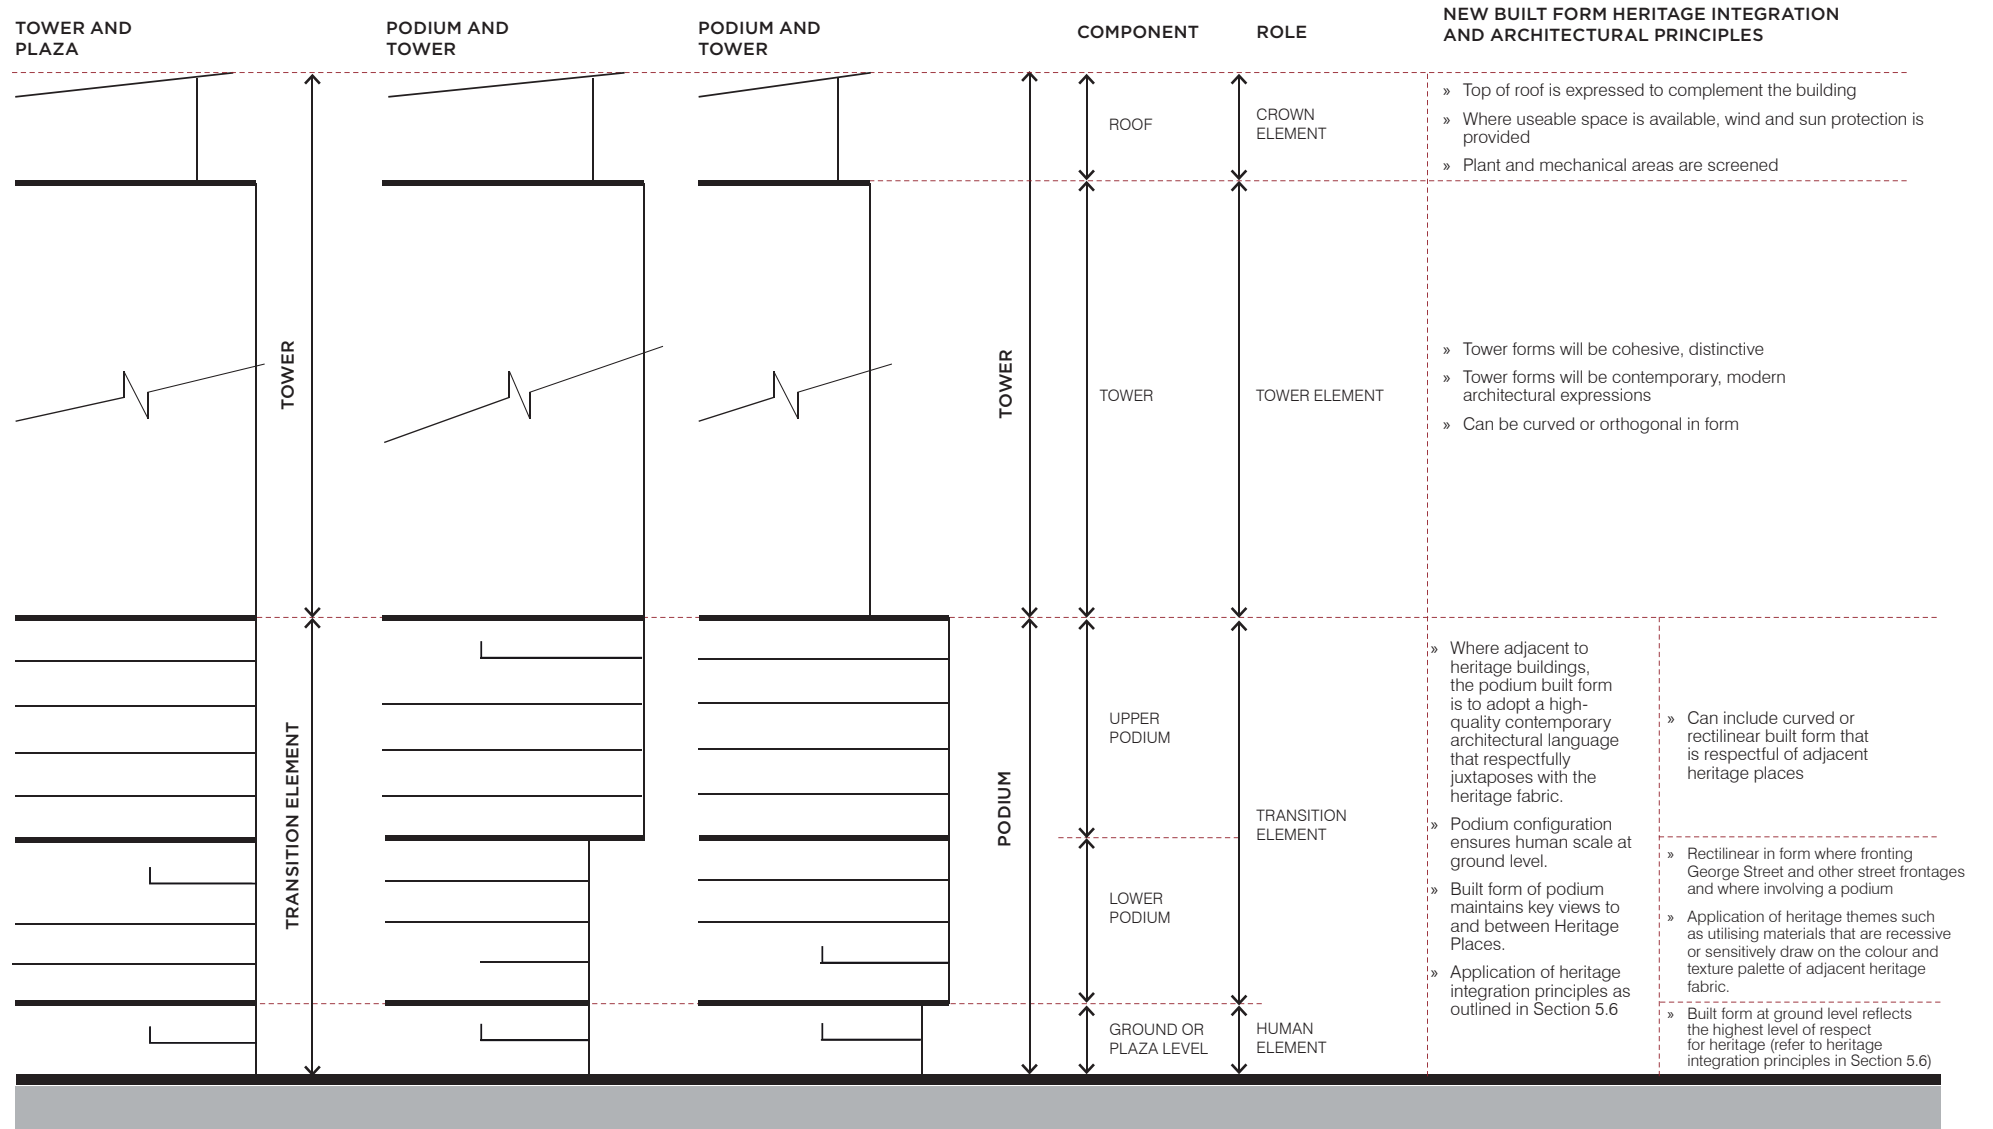 TOWER AND
PLAZA
PODIUM AND
TOWER
PODIUM AND
TOWER
COMPONENT
ROLE
NEW BUILT FORM HERITAGE INTEGRATION
AND ARCHITECTURAL PRINCIPLES
TOWER
TRANSITION ELEMENT
TOWER
PODIUM
ROOF
CROWN
ELEMENT
» Top of roof is expressed to complement the building
» Where useable space is available, wind and sun protection is
provided
» Plant and mechanical areas are screened
TOWER
TOWER ELEMENT
» Tower forms will be cohesive, distinctive
» Tower forms will be contemporary, modern
architectural expressions
» Can be curved or orthogonal in form
UPPER
PODIUM
LOWER
PODIUM
TRANSITION
ELEMENT
GROUND OR
PLAZA LEVEL
HUMAN
ELEMENT
» Where adjacent to
heritage buildings,
the podium built form
is to adopt a high-
quality contemporary
architectural language
that respectfully
juxtaposes with the
heritage fabric.
» Podium configuration
ensures human scale at
ground level.
» Built form of podium
maintains key views to
and between Heritage
Places.
» Application of heritage
integration principles as
outlined in Section 5.6
» Can include curved or
rectilinear built form that
is respectful of adjacent
heritage places
» Rectilinear in form where fronting
George Street and other street frontages
and where involving a podium
» Application of heritage themes such
as utilising materials that are recessive
or sensitively draw on the colour and
texture palette of adjacent heritage
fabric.
» Built form at ground level reflects
the highest level of respect
for heritage (refer to heritage
integration principles in Section 5.6)